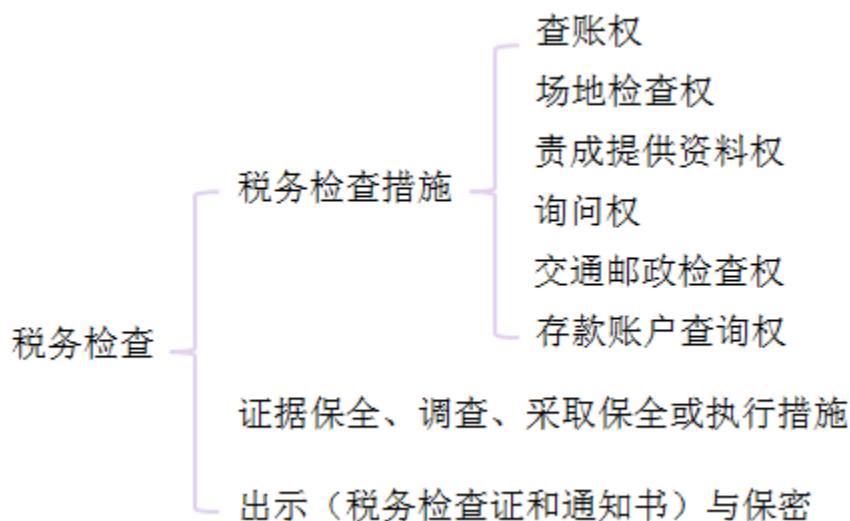 查账权
场地检查权
责成提供资料权
税务检查措施
询问权
交通邮政检查权
存款账户查询权
税务检查
证据保全、调查、采取保全或执行措施
出示（税务检查证和通知书）与保密